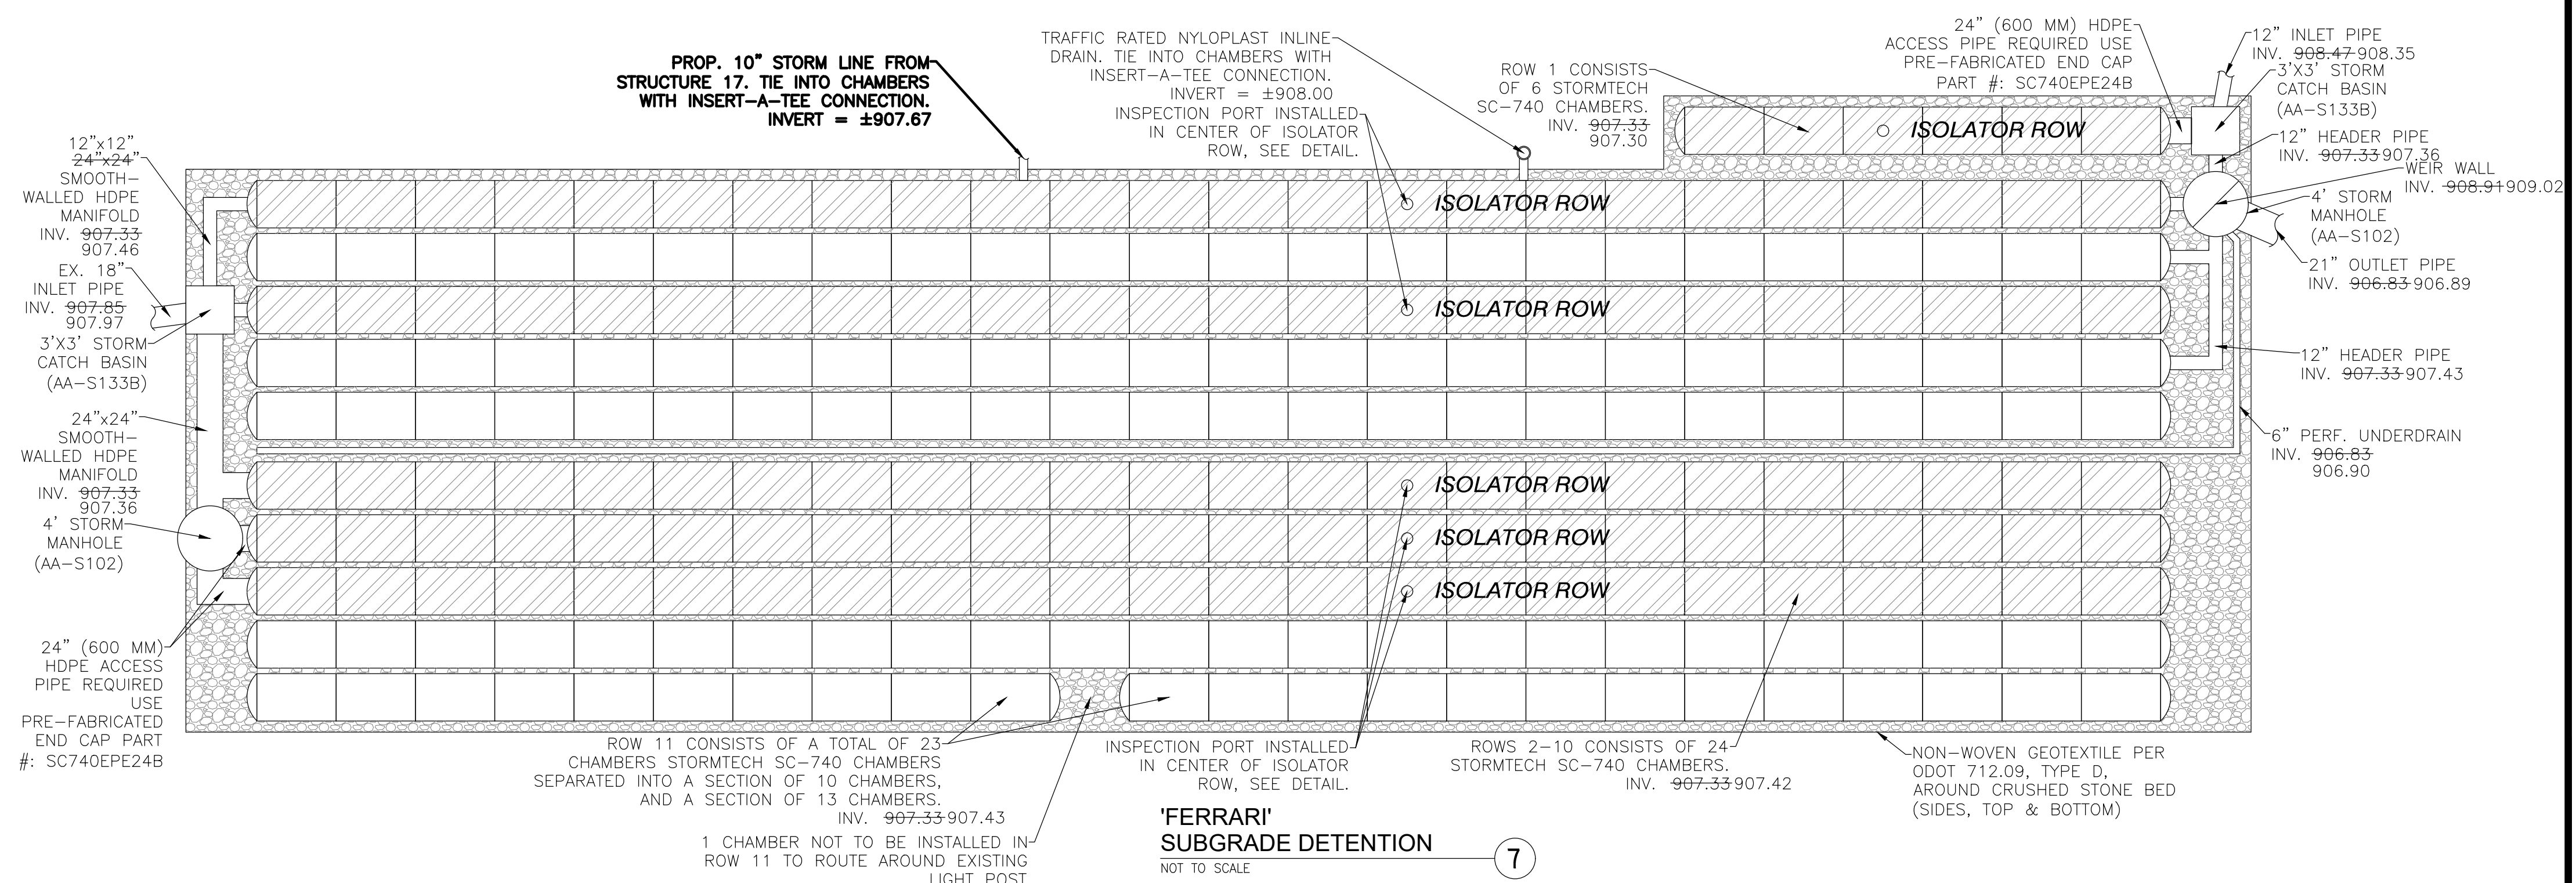 PROP. 10" STORM LINE FROM
STRUCTURE 17. TIE INTO CHAMBERS
WITH INSERT-A-TEE CONNECTION.
INVERT = ±907.67
TRAFFIC RATED NYLOPLAST INLINE
DRAIN. TIE INTO CHAMBERS WITH
INSERT-A-TEE CONNECTION.
INVERT = ±908.00
INSPECTION PORT INSTALLED
IN CENTER OF ISOLATOR
ROW, SEE DETAIL.
ROW 1 CONSISTS
OF 6 STORMTECH
SC-740 CHAMBERS.
INV. 907.33
907.30
24" (600 MM) HDPE
ACCESS PIPE REQUIRED USE
PRE-FABRICATED END CAP
PART #: SC740EPE24B
12" INLET PIPE
INV. 908.47 908.35
3'X3' STORM
CATCH BASIN
(AA-S133B)
12" HEADER PIPE
INV. 907.33 907.36
WEIR WALL
INV. 908.91 909.02
4' STORM
MANHOLE
(AA-S102)
21" OUTLET PIPE
INV. 906.83 906.89
12" HEADER PIPE
INV. 907.33 907.43
6" PERF. UNDERDRAIN
INV. 906.83
906.90
12"x12"
24"x24"
SMOOTH-
WALLED HDPE
MANIFOLD
INV. 907.33
907.46
EX. 18"
INLET PIPE
INV. 907.85
907.97
3'X3' STORM
CATCH BASIN
(AA-S133B)
24"x24"
SMOOTH-
WALLED HDPE
MANIFOLD
INV. 907.33
907.36
4' STORM
MANHOLE
(AA-S102)
24" (600 MM)
HDPE ACCESS
PIPE REQUIRED
USE
PRE-FABRICATED
END CAP PART
#: SC740EPE24B
ISOLATOR ROW
ISOLATOR ROW
ISOLATOR ROW
ISOLATOR ROW
ISOLATOR ROW
ISOLATOR ROW
ROW 11 CONSISTS OF A TOTAL OF 23
CHAMBERS STORMTECH SC-740 CHAMBERS
SEPARATED INTO A SECTION OF 10 CHAMBERS,
AND A SECTION OF 13 CHAMBERS.
INV. 907.33 907.43
1 CHAMBER NOT TO BE INSTALLED IN
ROW 11 TO ROUTE AROUND EXISTING
LIGHT POST.
INSPECTION PORT INSTALLED
IN CENTER OF ISOLATOR
ROW, SEE DETAIL.
ROWS 2-10 CONSISTS OF 24
STORMTECH SC-740 CHAMBERS.
INV. 907.33 907.42
NON-WOVEN GEOTEXTILE PER
ODOT 712.09, TYPE D,
AROUND CRUSHED STONE BED
(SIDES, TOP & BOTTOM)
'FERRARI'
SUBGRADE DETENTION
NOT TO SCALE
7